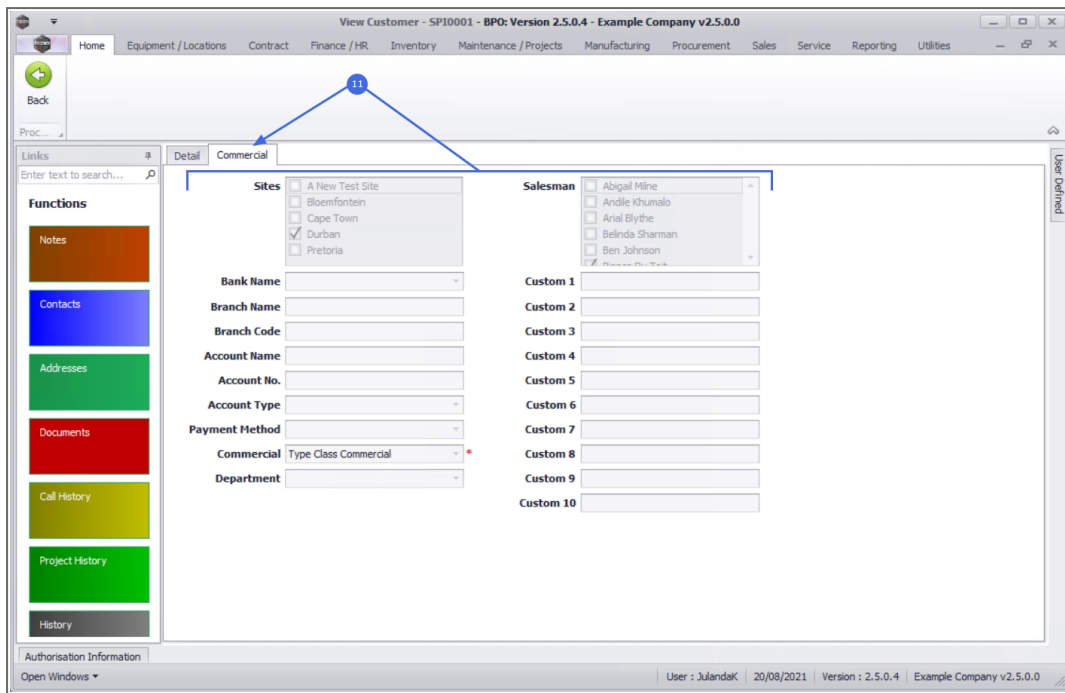 View Customer - SPI0001 - BPO: Version 2.5.0.4 - Example Company v2.5.0.0
Home Equipment / Locations Contract Finance / HR Inventory Maintenance / Projects Manufacturing Procurement Sales Service Reporting Utilities
Back
Proc...
11
Links
Enter text to search...
Functions
Notes
Contacts
Addresses
Documents
Call History
Project History
History
Detail Commercial
Sites
A New Test Site
Bloemfontein
Cape Town
Durban
Pretoria
Bank Name
Branch Name
Branch Code
Account Name
Account No.
Account Type
Payment Method
Commercial Type Class Commercial *
Department
Salesman
Abigail Milne
Andile Khumalo
Arial Blythe
Belinda Sharman
Ben Johnson
Custom 1
Custom 2
Custom 3
Custom 4
Custom 5
Custom 6
Custom 7
Custom 8
Custom 9
Custom 10
User Defined
Authorisation Information
Open Windows
User : JulandaK 20/08/2021 Version : 2.5.0.4 Example Company v2.5.0.0